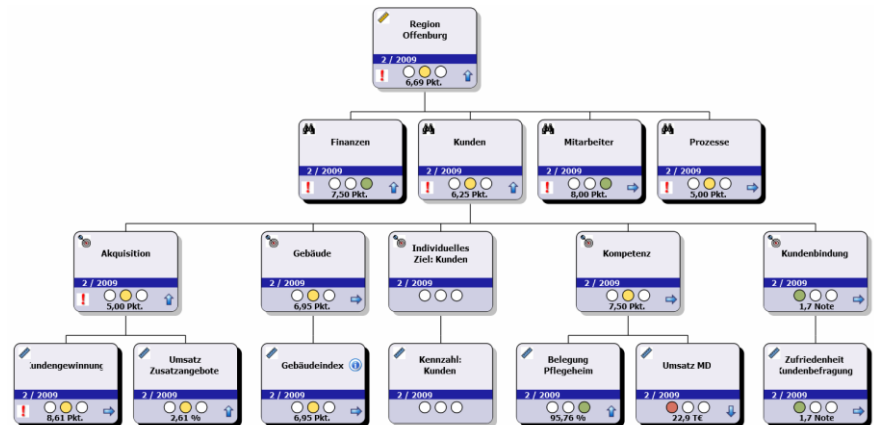 Region
Offenburg
2 / 2009
6,69 Pkt.
Finanzen
2 / 2009
7,50 Pkt.
Kunden
2 / 2009
6,25 Pkt.
Mitarbeiter
2 / 2009
8,00 Pkt.
Prozesse
2 / 2009
5,00 Pkt.
Akquisition
2 / 2009
5,00 Pkt.
Gebäude
2 / 2009
6,95 Pkt.
Individuelles
Ziel: Kunden
2 / 2009
Kompetenz
2 / 2009
7,50 Pkt.
Kundenbindung
2 / 2009
1,7 Note
undengewinnung
2 / 2009
8,61 Pkt.
Umsatz
Zusatzangebote
2 / 2009
2,61 %
Gebäudeindex
2 / 2009
6,95 Pkt.
Kennzahl:
Kunden
2 / 2009
Belegung
Pflegeheim
2 / 2009
95,76 %
Umsatz MD
2 / 2009
22,9 T€
Zufriedenheit
undenbefragung
2 / 2009
1,7 Note